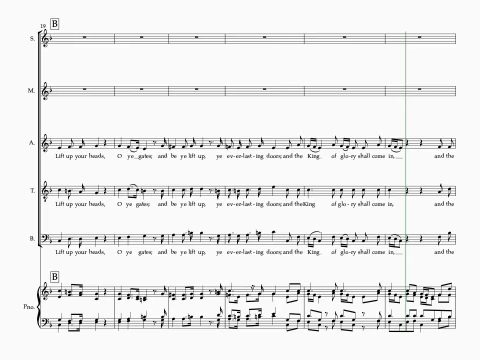 19 B
S.
M.
A.
Lift up your heads, O ye gates; and be ye lift up, ye ev-er-last-ing doors; and the King of glo-ry shall come in, and the
T.
Lift up your heads, O ye gates; and be ye lift up, ye ev-er-last-ing doors; and the King of glo-ry shall come in, and the
B.
Lift up your heads, O ye gates; and be ye lift up, ye ev-er-last-ing doors; and the King of glo-ry shall come in, and the
B
Pno.